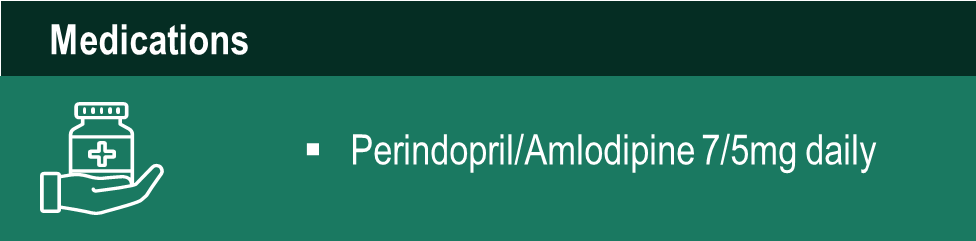 Medications
▪ Perindopril/Amlodipine 7/5mg daily